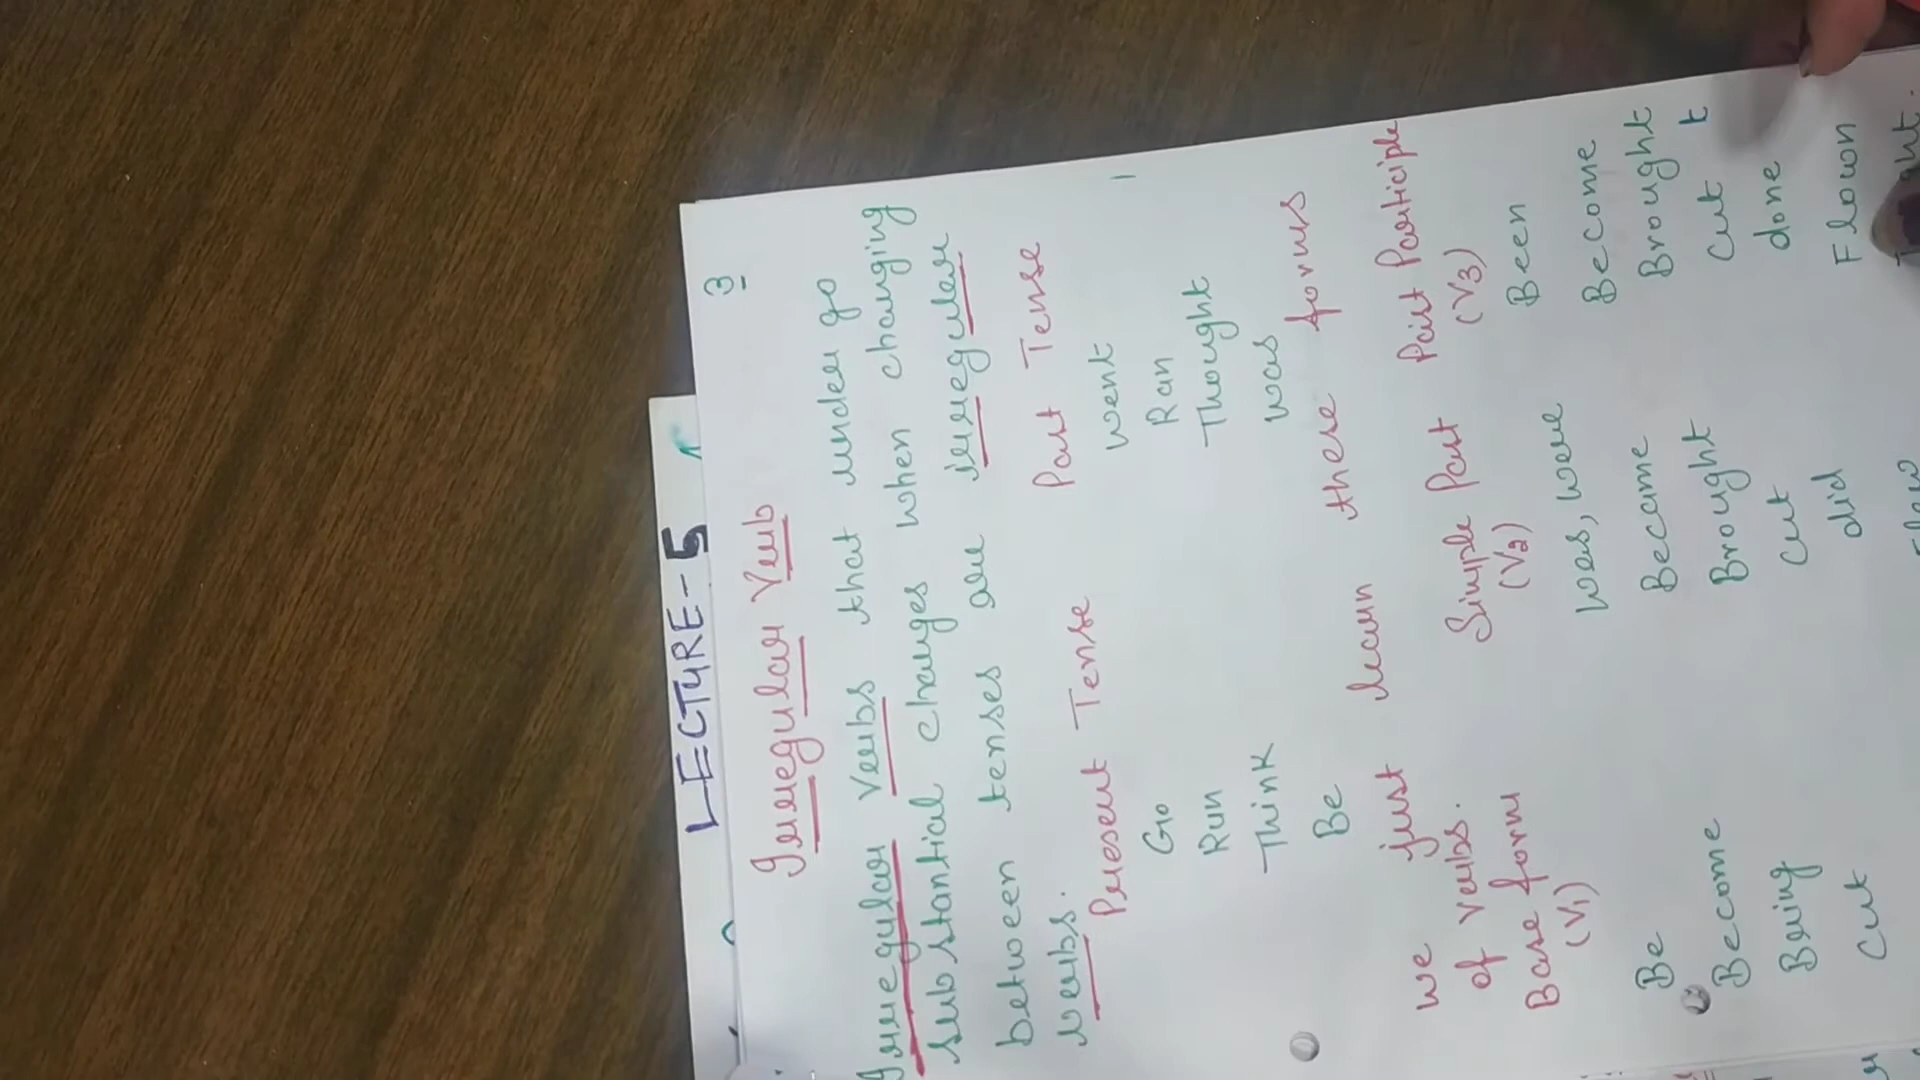 LECTURE-5
3
Irregular Verb
Irregular verbs that under go
substantial changes when changing
between tenses are irregular
verbs.
Present Tense Past Tense
Go went
Run Ran
Think Thought
Be was
we just learn these forms
of verbs.
Base form Simple Past Past Participle
(V1) (V2) (V3)
Be was, were Been
Become Became Become
Bring Brought Brought
cut cut cut
did done
Flew Flown